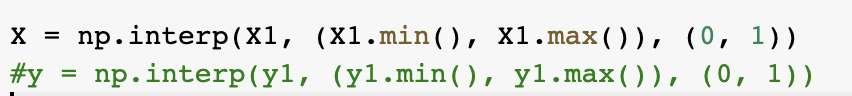 X = np.interp(X1, (X1.min(), X1.max()), (0, 1))
#y = np.interp(y1, (y1.min(), y1.max()), (0, 1))